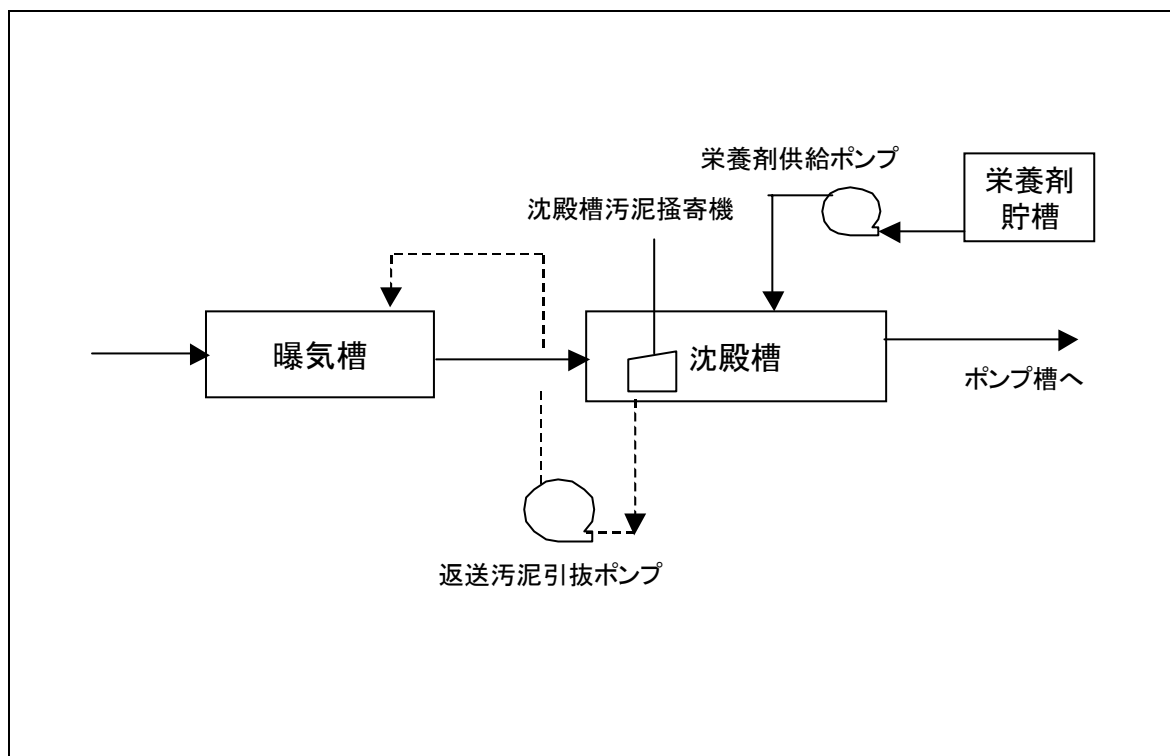 栄養剤供給ポンプ
栄養剤
貯槽
沈殿槽汚泥掻寄機
曝気槽
沈殿槽
ポンプ槽へ
返送汚泥引抜ポンプ